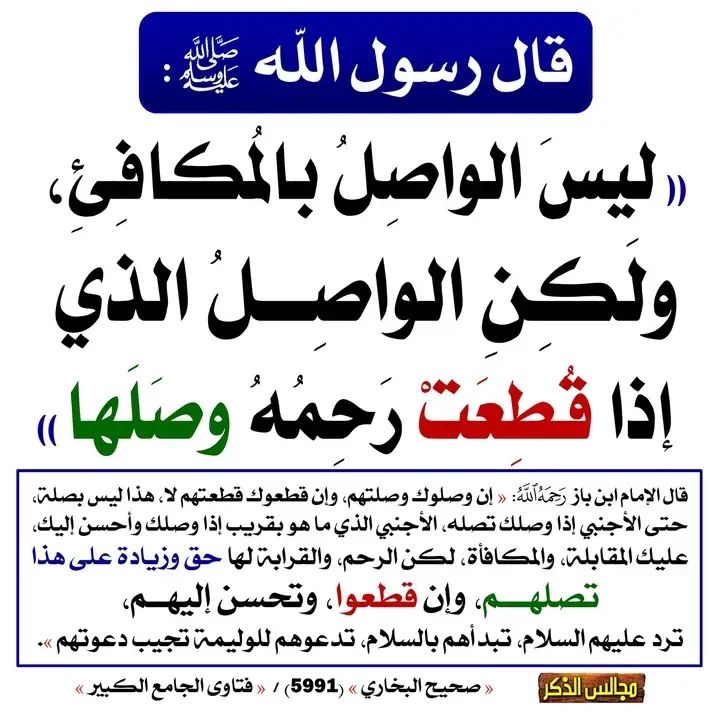 قال رسول الله ﷺ :
(( ليسَ الواصِلُ بالمُكافِئِ،
ولَكِنِ الواصِـلُ الذي
إذا قُطِعَتْ رَحِمُهُ وصَلَها ))
قال الإمام ابن باز رَحِمَهُ اللَّهُ: « إن وصلوك وصلتهم، وإن قطعوك قطعتهم لا، هذا ليس بصلة،
حتى الأجنبي إذا وصلك تصله، الأجنبي الذي ما هو بقريب إذا وصلك وأحسن إليك،
عليك المقابلة، والمكافأة، لكن الرحم، والقرابة لها حق وزيادة على هذا
تصلهـم، وإن قطعوا، وتحسن إليهـم،
ترد عليهم السلام، تبدأهم بالسلام، تدعوهم للوليمة تجيب دعوتهم ».
مجالس الذكر « صحيح البخاري » (5991) / « فتاوى الجامع الكبير »